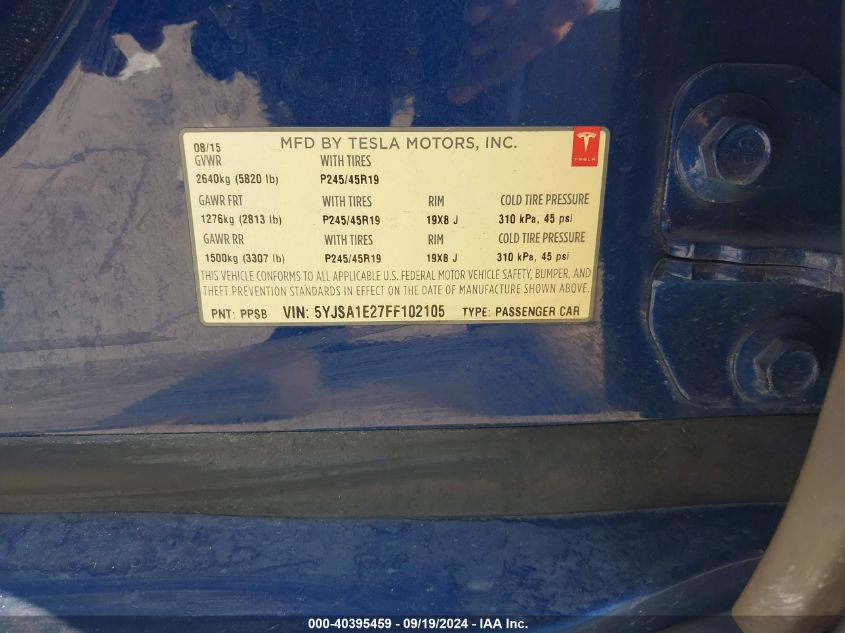 08/15 MFD BY TESLA MOTORS, INC.
GVWR WITH TIRES
TESLA
2640kg (5820 lb) P245/45R19
GAWR FRT WITH TIRES RIM COLD TIRE PRESSURE
1276kg (2813 lb) P245/45R19 19X8 J 310 kPa, 45 psi
GAWR RR WITH TIRES RIM COLD TIRE PRESSURE
1500kg (3307 lb) P245/45R19 19X8 J 310 kPa, 45 psi
THIS VEHICLE CONFORMS TO ALL APPLICABLE U.S. FEDERAL MOTOR VEHICLE SAFETY, BUMPER, AND
THEFT PREVENTION STANDARDS IN EFFECT ON THE DATE OF MANUFACTURE SHOWN ABOVE.
PNT: PPSB VIN: 5YJSA1E27FF102105 TYPE: PASSENGER CAR
000-40395459 - 09/19/2024 - IAA Inc.